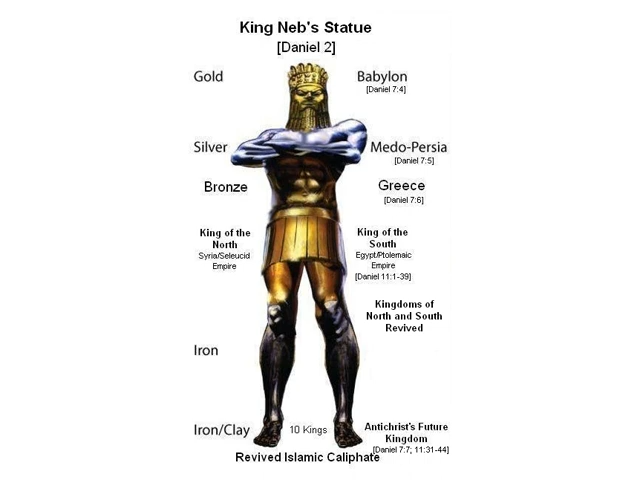 King Neb's Statue
[Daniel 2]
Gold
Babylon
[Daniel 7:4]
Silver
Medo-Persia
[Daniel 7:5]
Bronze
Greece
[Daniel 7:6]
King of the
North
Syria/Seleucid
Empire
King of the
South
Egypt/Ptolemaic
Empire
[Daniel 11:1-39]
Kingdoms of
North and South
Revived
Iron
Iron/Clay
10 Kings
Antichrist's Future
Kingdom
[Daniel 7:7; 11:31-44]
Revived Islamic Caliphate